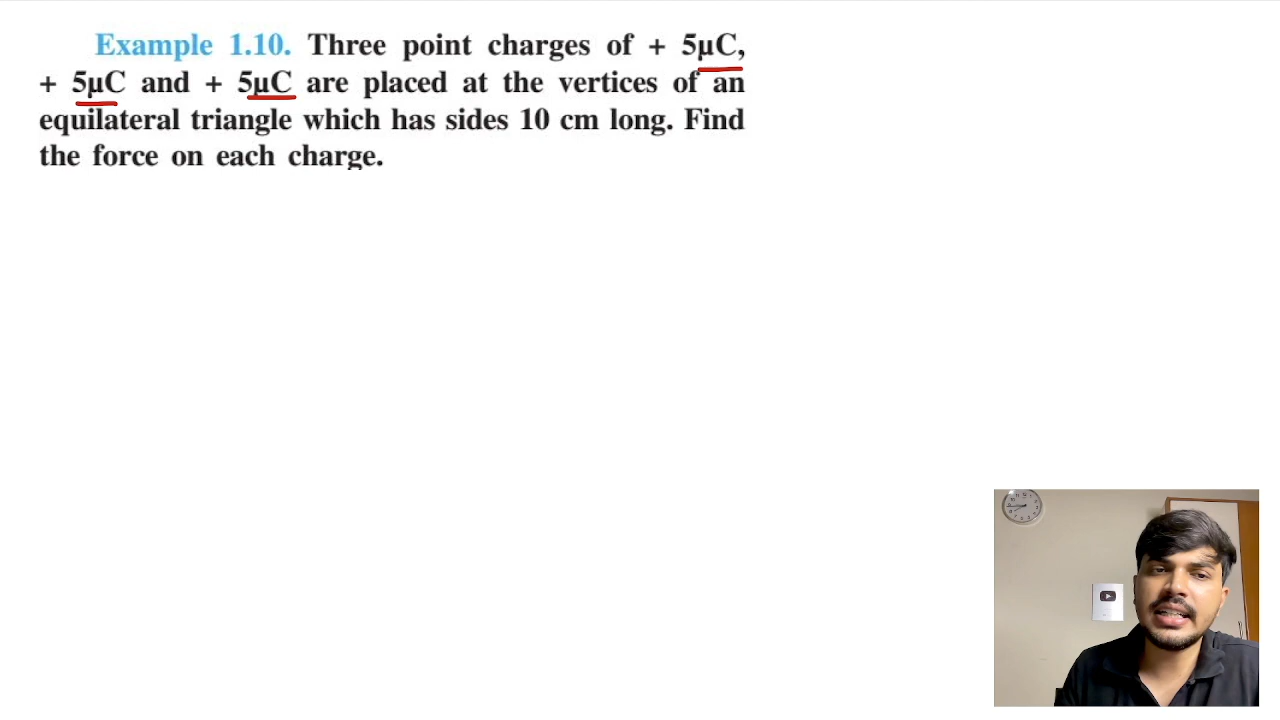 Example 1.10. Three point charges of + 5μC,
+ 5μC and + 5μC are placed at the vertices of an
equilateral triangle which has sides 10 cm long. Find
the force on each charge.